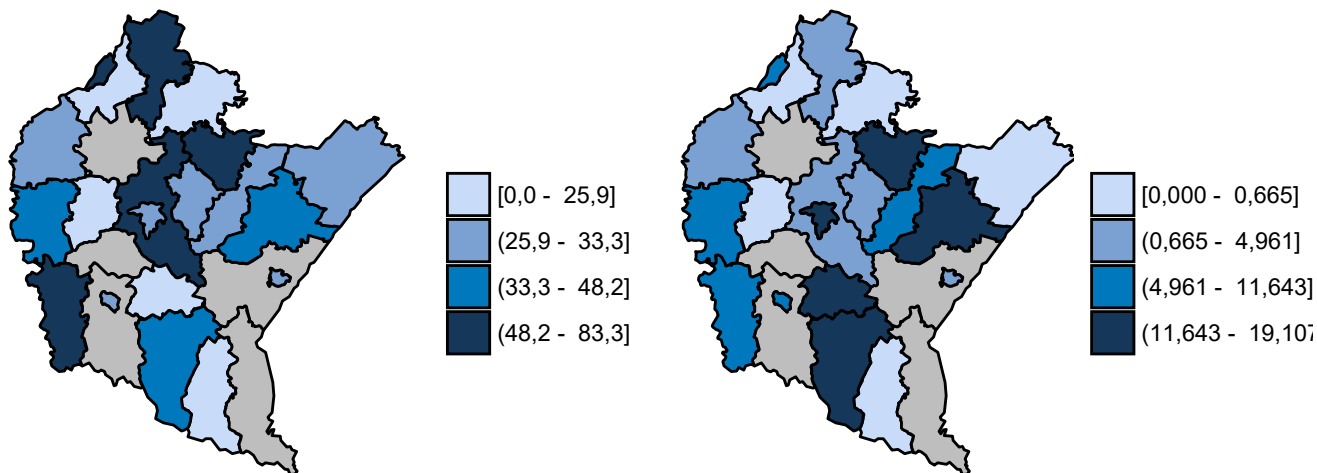 [0,0 - 25,9]
(25,9 - 33,3]
(33,3 - 48,2]
(48,2 - 83,3]
[0,000 - 0,665]
(0,665 - 4,961]
(4,961 - 11,643]
(11,643 - 19,107